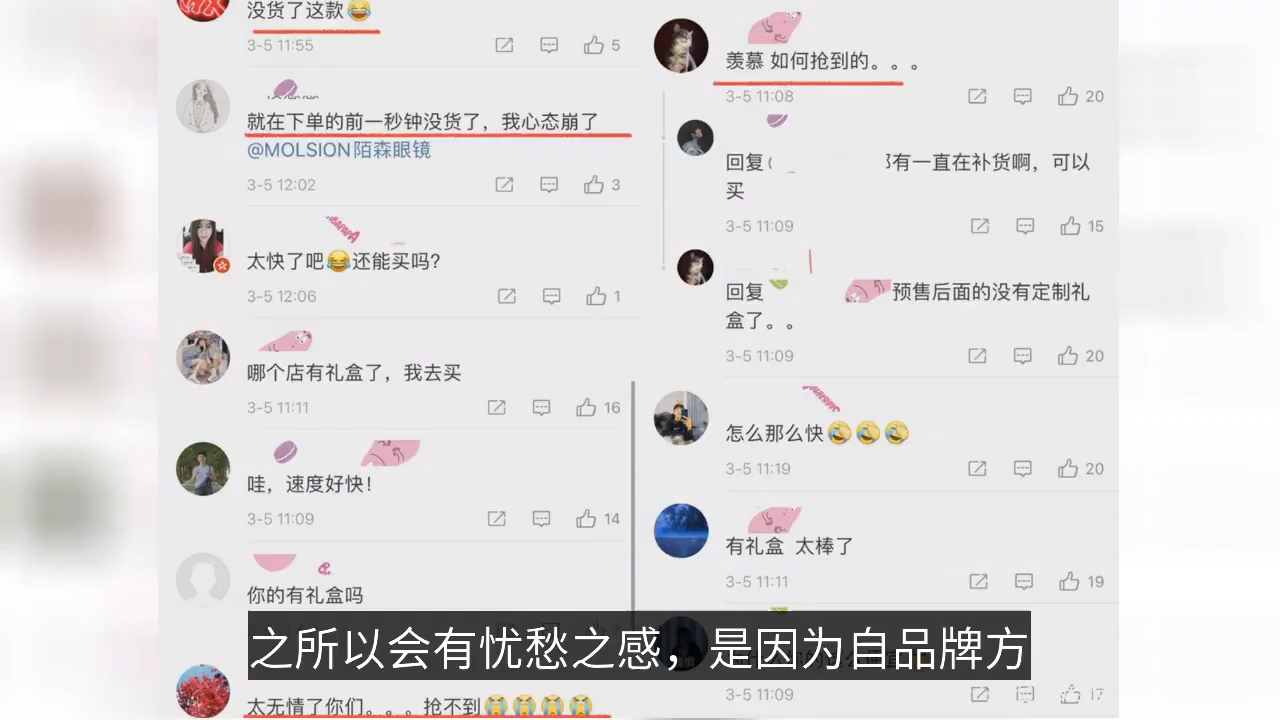 没货了这款😂
3-5 11:55
5
就在下单的前一秒钟没货了，我心态崩了
@MOLSION陌森眼镜
3-5 12:02
3
太快了吧😂还能买吗?
3-5 12:06
1
哪个店有礼盒了，我去买
3-5 11:11
16
哇，速度好快!
3-5 11:09
14
你的有礼盒吗
太无情了你们。。。抢不到😭😭😭😭
羡慕 如何抢到的。。。
3-5 11:08
20
回复
有一直在补货啊，可以
买
3-5 11:09
15
回复
预售后面的没有定制礼
盒了。。
3-5 11:09
20
怎么那么快🤣🤣🤣
3-5 11:19
20
有礼盒 太棒了
3-5 11:11
19
3-5 11:09
17
之所以会有忧愁之感，是因为自品牌方